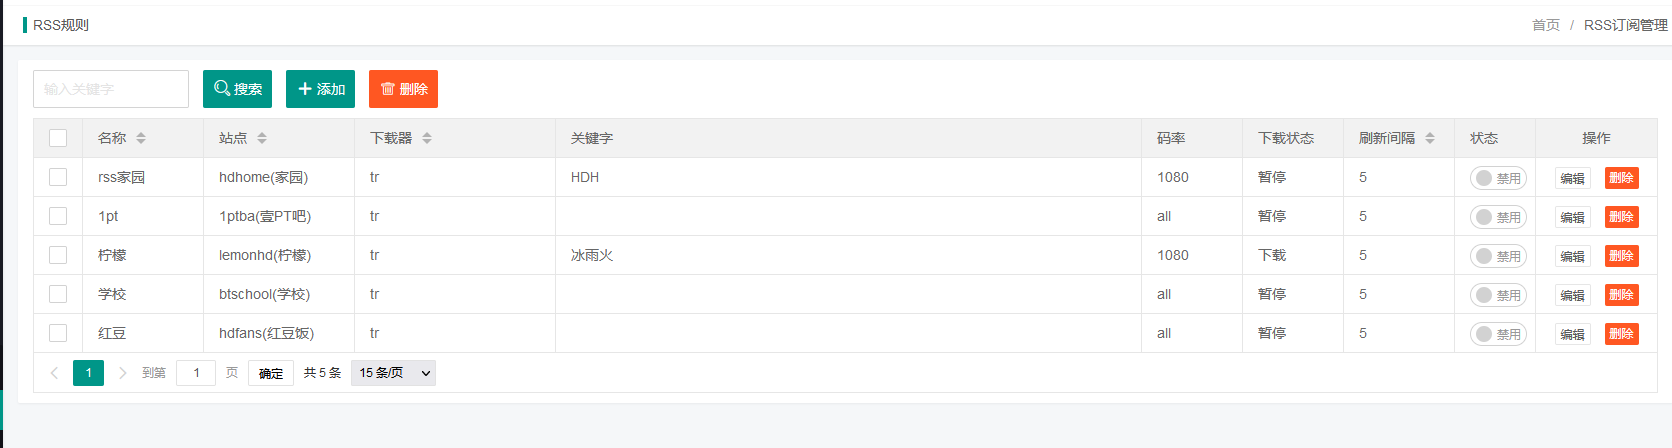 RSS规则
首页 / RSS订阅管理
输入关键字 搜索 添加 删除
名称 站点 下载器 关键字 码率 下载状态 刷新间隔 状态 操作
rss家园 hdhome(家园) tr HDH 1080 暂停 5 禁用 编辑 删除
1pt 1ptba(壹PT吧) tr all 暂停 5 禁用 编辑 删除
柠檬 lemonhd(柠檬) tr 冰雨火 1080 下载 5 禁用 编辑 删除
学校 btschool(学校) tr all 暂停 5 禁用 编辑 删除
红豆 hdfans(红豆饭) tr all 暂停 5 禁用 编辑 删除
1 到第 1 页 确定 共 5 条 15 条/页